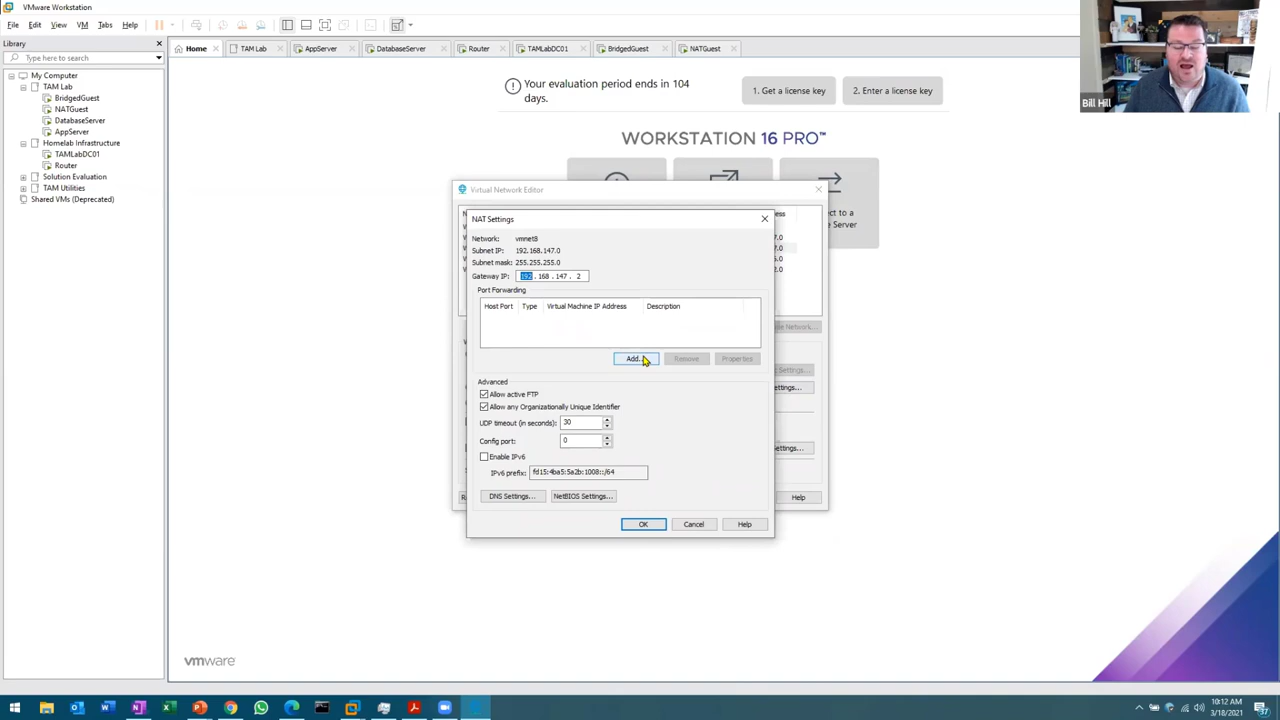 VMware Workstation
File Edit View VM Tabs Help
Library
Home
TAM Lab
AppServer
DatabaseServer
Router
TAMLabDC01
BridgedGuest
NATGuest
Type here to search
My Computer
TAM Lab
BridgedGuest
NATGuest
DatabaseServer
AppServer
Homelab Infrastructure
TAMLabDC01
Router
Solution Evaluation
TAM Utilities
Shared VMs (Deprecated)
Your evaluation period ends in 104
days.
1. Get a license key
2. Enter a license key
WORKSTATION 16 PRO™
Virtual Network Editor
NAT Settings
Network: vmnet8
Subnet IP: 192.168.147.0
Subnet mask: 255.255.255.0
Gateway IP: 192 . 168 . 147 . 2
Port Forwarding
Host Port Type Virtual Machine IP Address Description
Add... Remove Properties
Advanced
Allow active FTP
Allow any Organizationally Unique Identifier
UDP timeout (in seconds): 30
Config port: 0
Enable IPv6
IPv6 prefix: fd15:4ba5:5a2b:1008::/64
DNS Settings... NetBIOS Settings...
OK Cancel Help
Help
Bill Hill
vmware
10:12 AM
3/18/2021
37